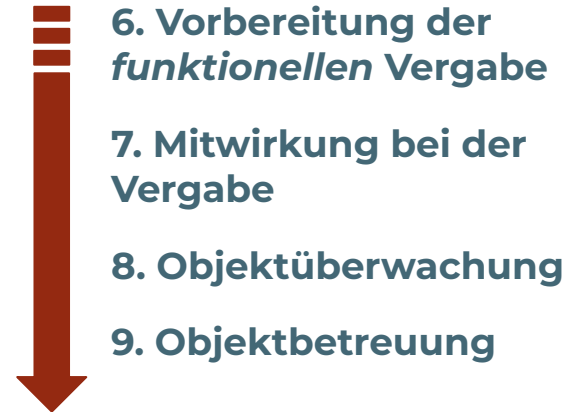 6. Vorbereitung der
funktionellen Vergabe
7. Mitwirkung bei der
Vergabe
8. Objektüberwachung
9. Objektbetreuung